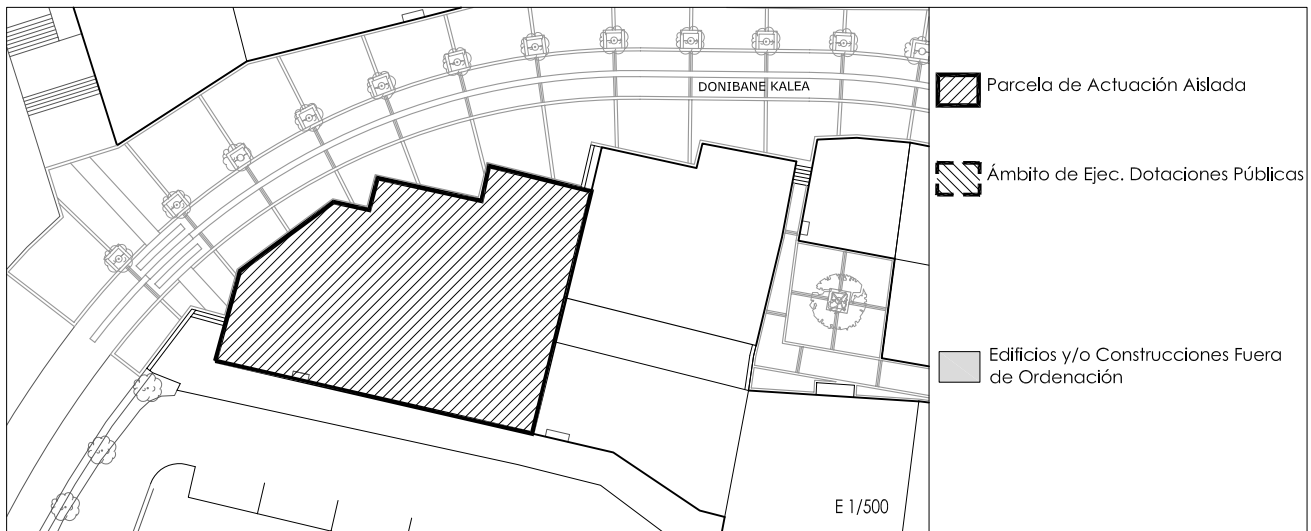 DONIBANE KALEA
E 1/500
Parcela de Actuación Aislada
Ámbito de Ejec. Dotaciones Públicas
Edificios y/o Construcciones Fuera
de Ordenación